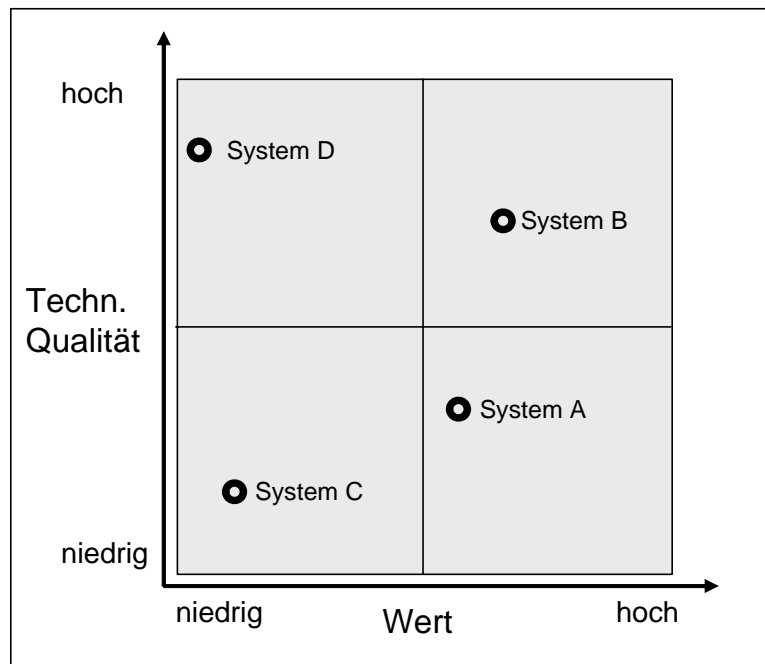 hoch
System D
System B
Techn.
Qualität
System A
System C
niedrig
niedrig
Wert
hoch